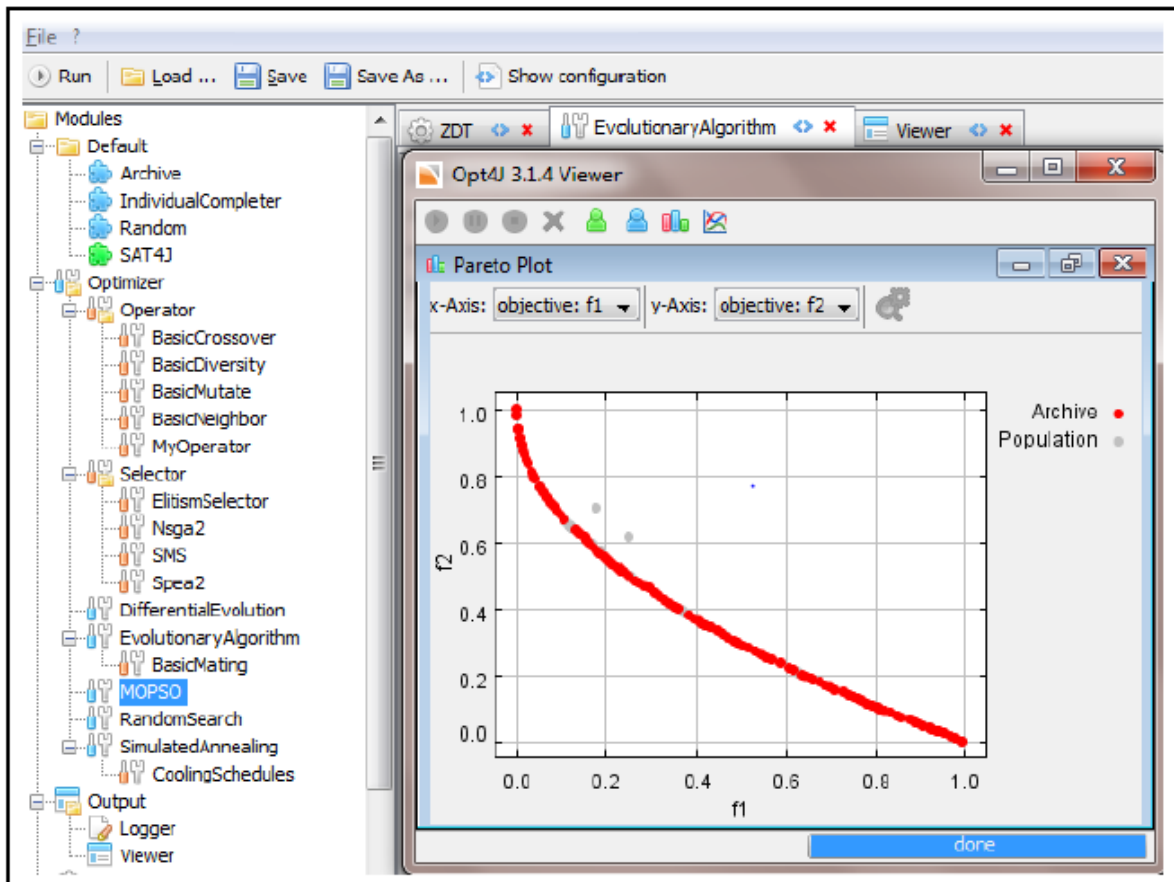 File ?
Run Load ... Save Save As ... Show configuration
Modules
Default
Archive
IndividualCompleter
Random
SAT4J
Optimizer
Operator
BasicCrossover
BasicDiversity
BasicMutate
BasicNeighbor
MyOperator
Selector
ElitismSelector
Nsga2
SMS
Spea2
DifferentialEvolution
EvolutionaryAlgorithm
BasicMating
MOPSO
RandomSearch
SimulatedAnnealing
CoolingSchedules
Output
Logger
Viewer
ZDT EvolutionaryAlgorithm Viewer
Opt4J 3.1.4 Viewer
Pareto Plot
x-Axis: objective: f1 y-Axis: objective: f2
Archive
Population
1.0
0.8
0.6
0.4
0.2
0.0
f2
0.0 0.2 0.4 0.6 0.8 1.0
f1
done